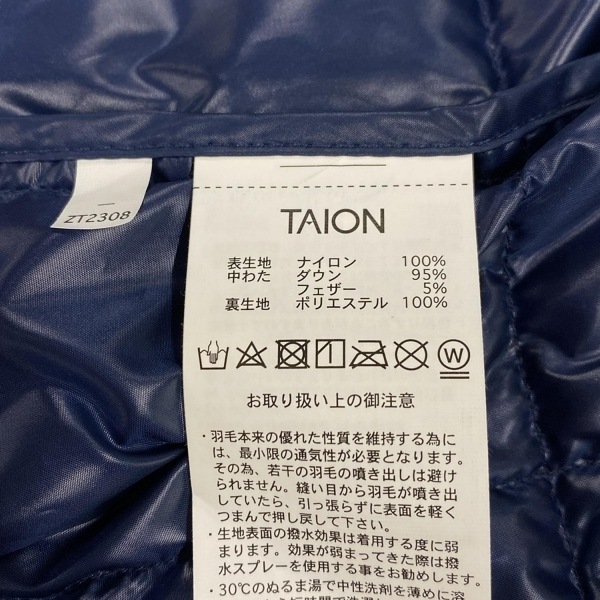 ZT2308
TAION
表生地 ナイロン 100%
中わた ダウン 95%
フェザー 5%
裏生地 ポリエステル 100%
W
お取り扱い上の御注意
・羽毛本来の優れた性質を維持する為に
は、最小限の通気性が必要となります。
その為、若干の羽毛の噴き出しは避け
られません。縫い目から羽毛が噴き出
していたら、引っ張らずに表面を軽く
つまんで押し戻して下さい。
・生地表面の撥水効果は着用する度に弱
まります。効果が弱まってきた際は撥
水スプレーを使用する事をお勧めします。
・30℃のぬるま湯で中性洗剤を薄めに溶